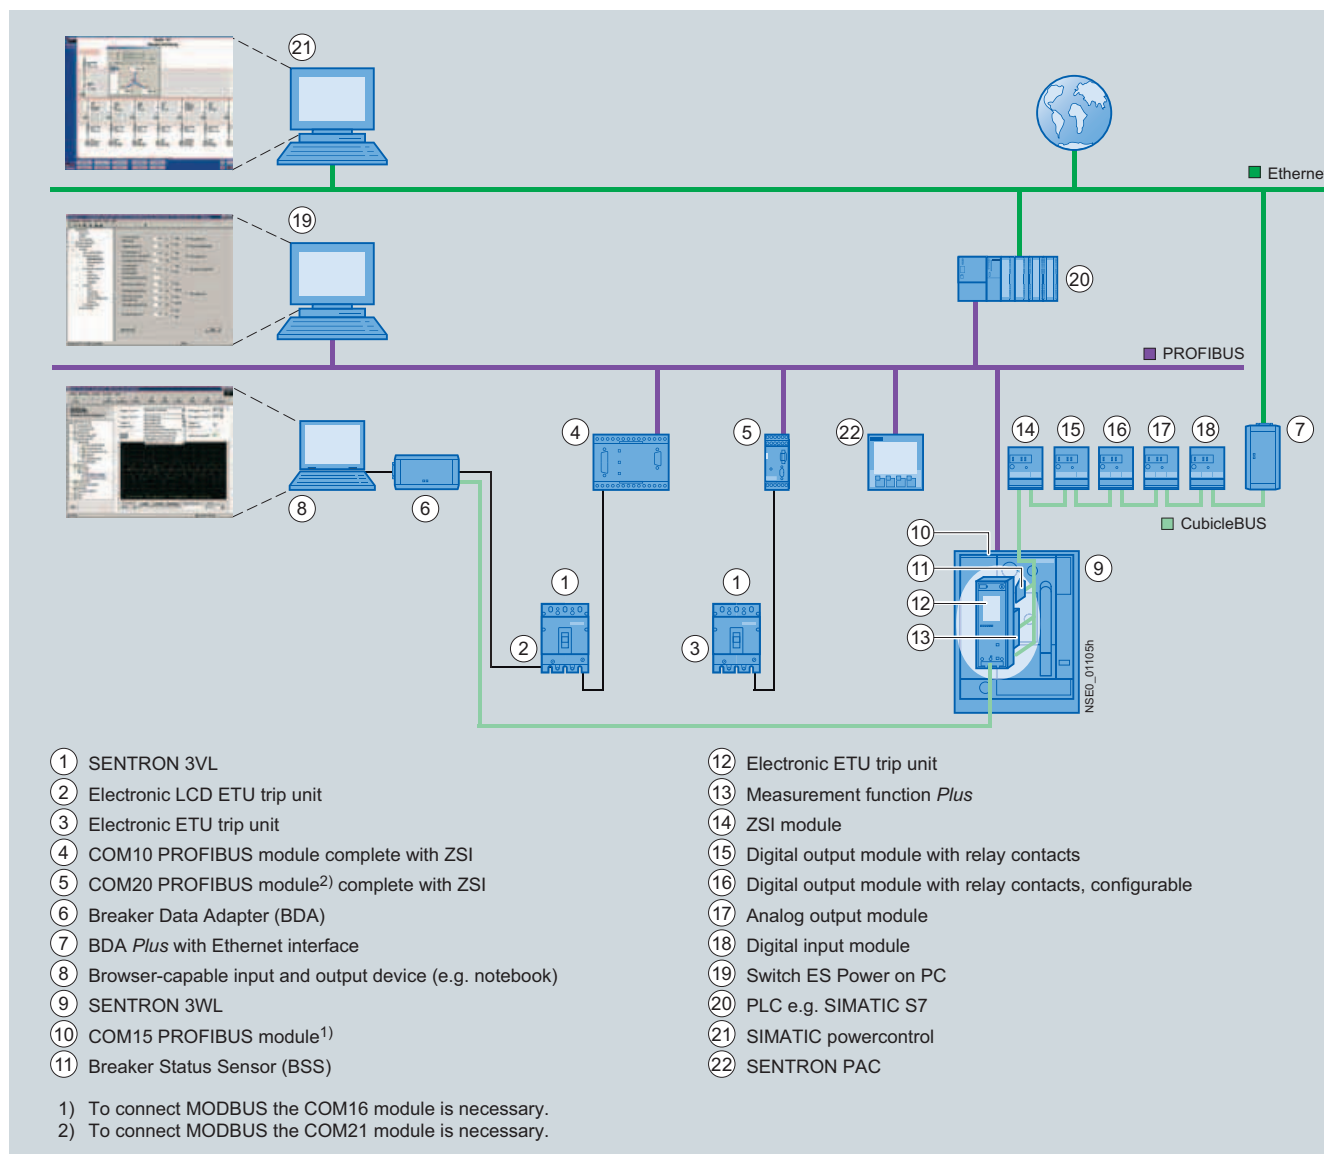 21
Etherne
19
20
PROFIBUS
4
5
22
14
15
16
17
18
7
8
6
CubicleBUS
10
11
9
1
1
12
2
3
13
NSE0_01105h
1 SENTRON 3VL
2 Electronic LCD ETU trip unit
3 Electronic ETU trip unit
4 COM10 PROFIBUS module complete with ZSI
5 COM20 PROFIBUS module2) complete with ZSI
6 Breaker Data Adapter (BDA)
7 BDA Plus with Ethernet interface
8 Browser-capable input and output device (e.g. notebook)
9 SENTRON 3WL
10 COM15 PROFIBUS module1)
11 Breaker Status Sensor (BSS)
12 Electronic ETU trip unit
13 Measurement function Plus
14 ZSI module
15 Digital output module with relay contacts
16 Digital output module with relay contacts, configurable
17 Analog output module
18 Digital input module
19 Switch ES Power on PC
20 PLC e.g. SIMATIC S7
21 SIMATIC powercontrol
22 SENTRON PAC
1) To connect MODBUS the COM16 module is necessary.
2) To connect MODBUS the COM21 module is necessary.